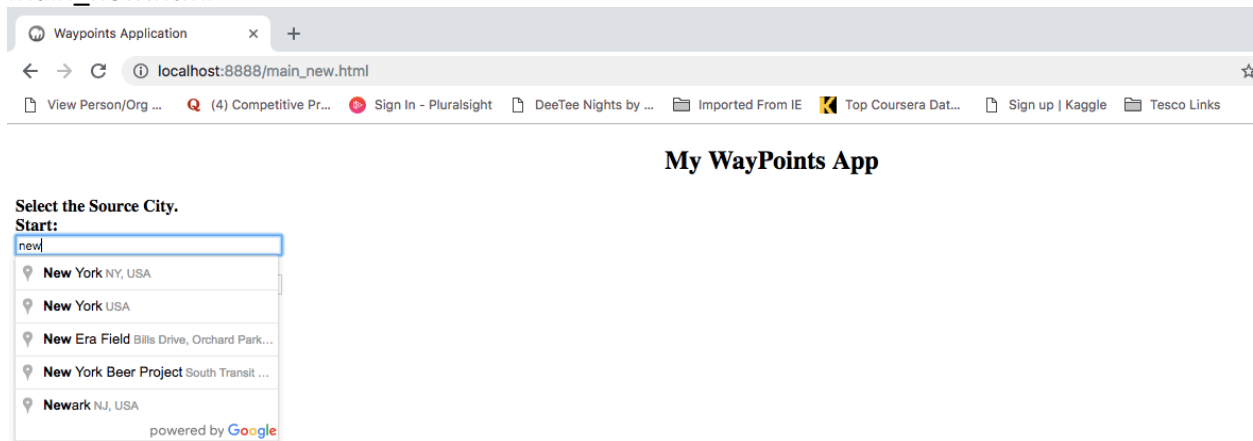 Waypoints Application × +
localhost:8888/main_new.html
View Person/Org ... Q (4) Competitive Pr... Sign In - Pluralsight DeeTee Nights by ... Imported From IE Top Coursera Dat... Sign up | Kaggle Tesco Links
My WayPoints App
Select the Source City.
Start:
new
New York NY, USA
New York USA
New Era Field Bills Drive, Orchard Park...
New York Beer Project South Transit ...
Newark NJ, USA
powered by Google